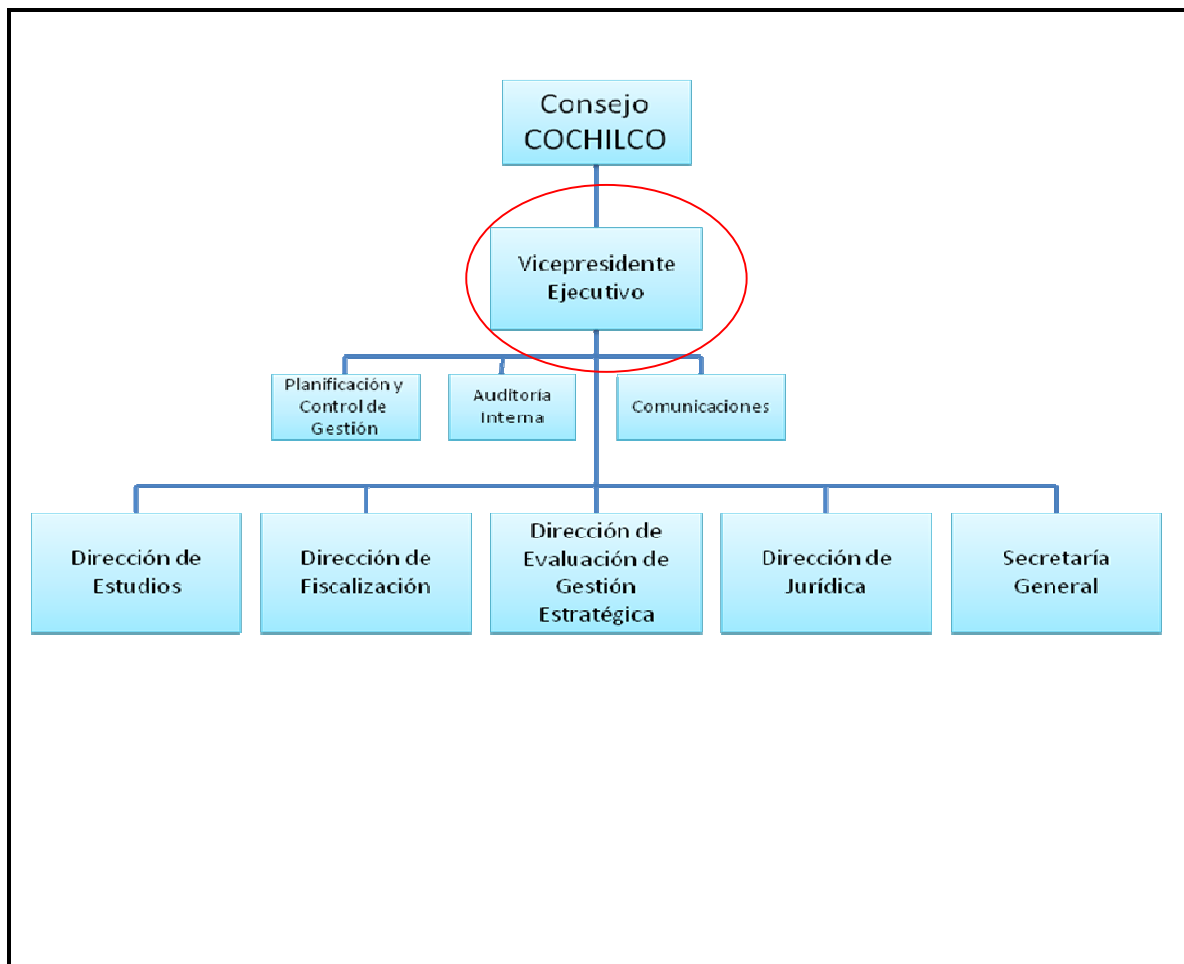 Consejo
COCHILCO
Vicepresidente
Ejecutivo
Planificación y
Control de
Gestión
Auditoría
Interna
Comunicaciones
Dirección de
Estudios
Dirección de
Fiscalización
Dirección de
Evaluación de
Gestión
Estratégica
Dirección de
Jurídica
Secretaría
General